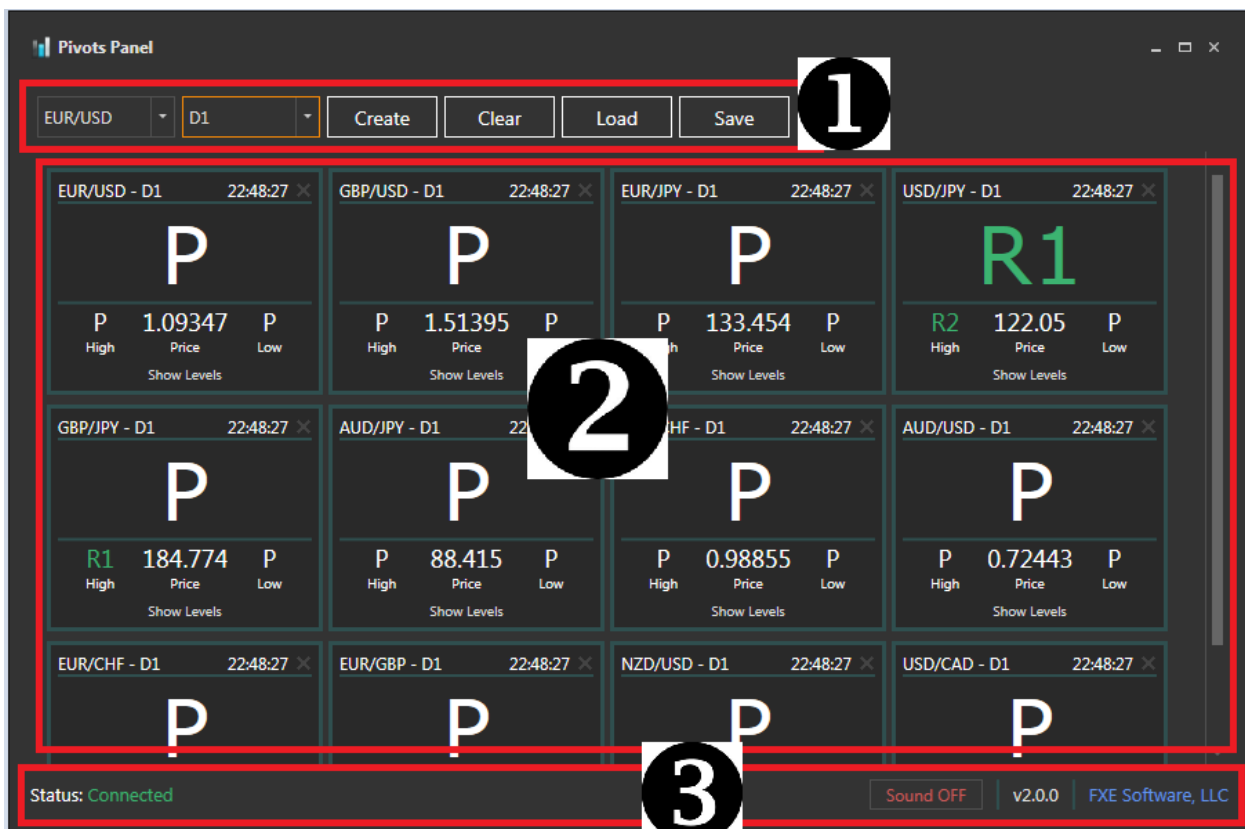 Pivots Panel
EUR/USD D1 Create Clear Load Save
1
EUR/USD - D1 22:48:27 GBP/USD - D1 22:48:27 EUR/JPY - D1 22:48:27 USD/JPY - D1 22:48:27
P P P R1
P 1.09347 P P 1.51395 P P 133.454 P R2 122.05 P
High Price Low High Price Low Price Low High Price Low
Show Levels Show Levels Show Levels Show Levels
2
GBP/JPY - D1 22:48:27 AUD/JPY - D1 22 HF - D1 22:48:27 AUD/USD - D1 22:48:27
P P P P
R1 184.774 P P 88.415 P P 0.98855 P P 0.72443 P
High Price Low High Price Low High Price Low High Price Low
Show Levels Show Levels Show Levels Show Levels
EUR/CHF - D1 22:48:27 EUR/GBP - D1 22:48:27 NZD/USD - D1 22:48:27 USD/CAD - D1 22:48:27
P P P P
3
Status: Connected Sound OFF v2.0.0 FXE Software, LLC